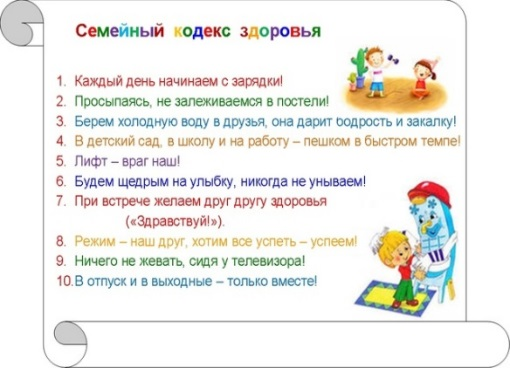 Семейный кодекс здоровья
1. Каждый день начинаем с зарядки!
2. Просыпаясь, не залеживаемся в постели!
3. Берем холодную воду в друзья, она дарит бодрость и закалку!
4. В детский сад, в школу и на работу – пешком в быстром темпе!
5. Лифт – враг наш!
6. Будем щедрым на улыбку, никогда не унываем!
7. При встрече желаем друг другу здоровья
(«Здравствуй!»).
8. Режим – наш друг, хотим все успеть – успеем!
9. Ничего не жевать, сидя у телевизора!
10.В отпуск и в выходные – только вместе!